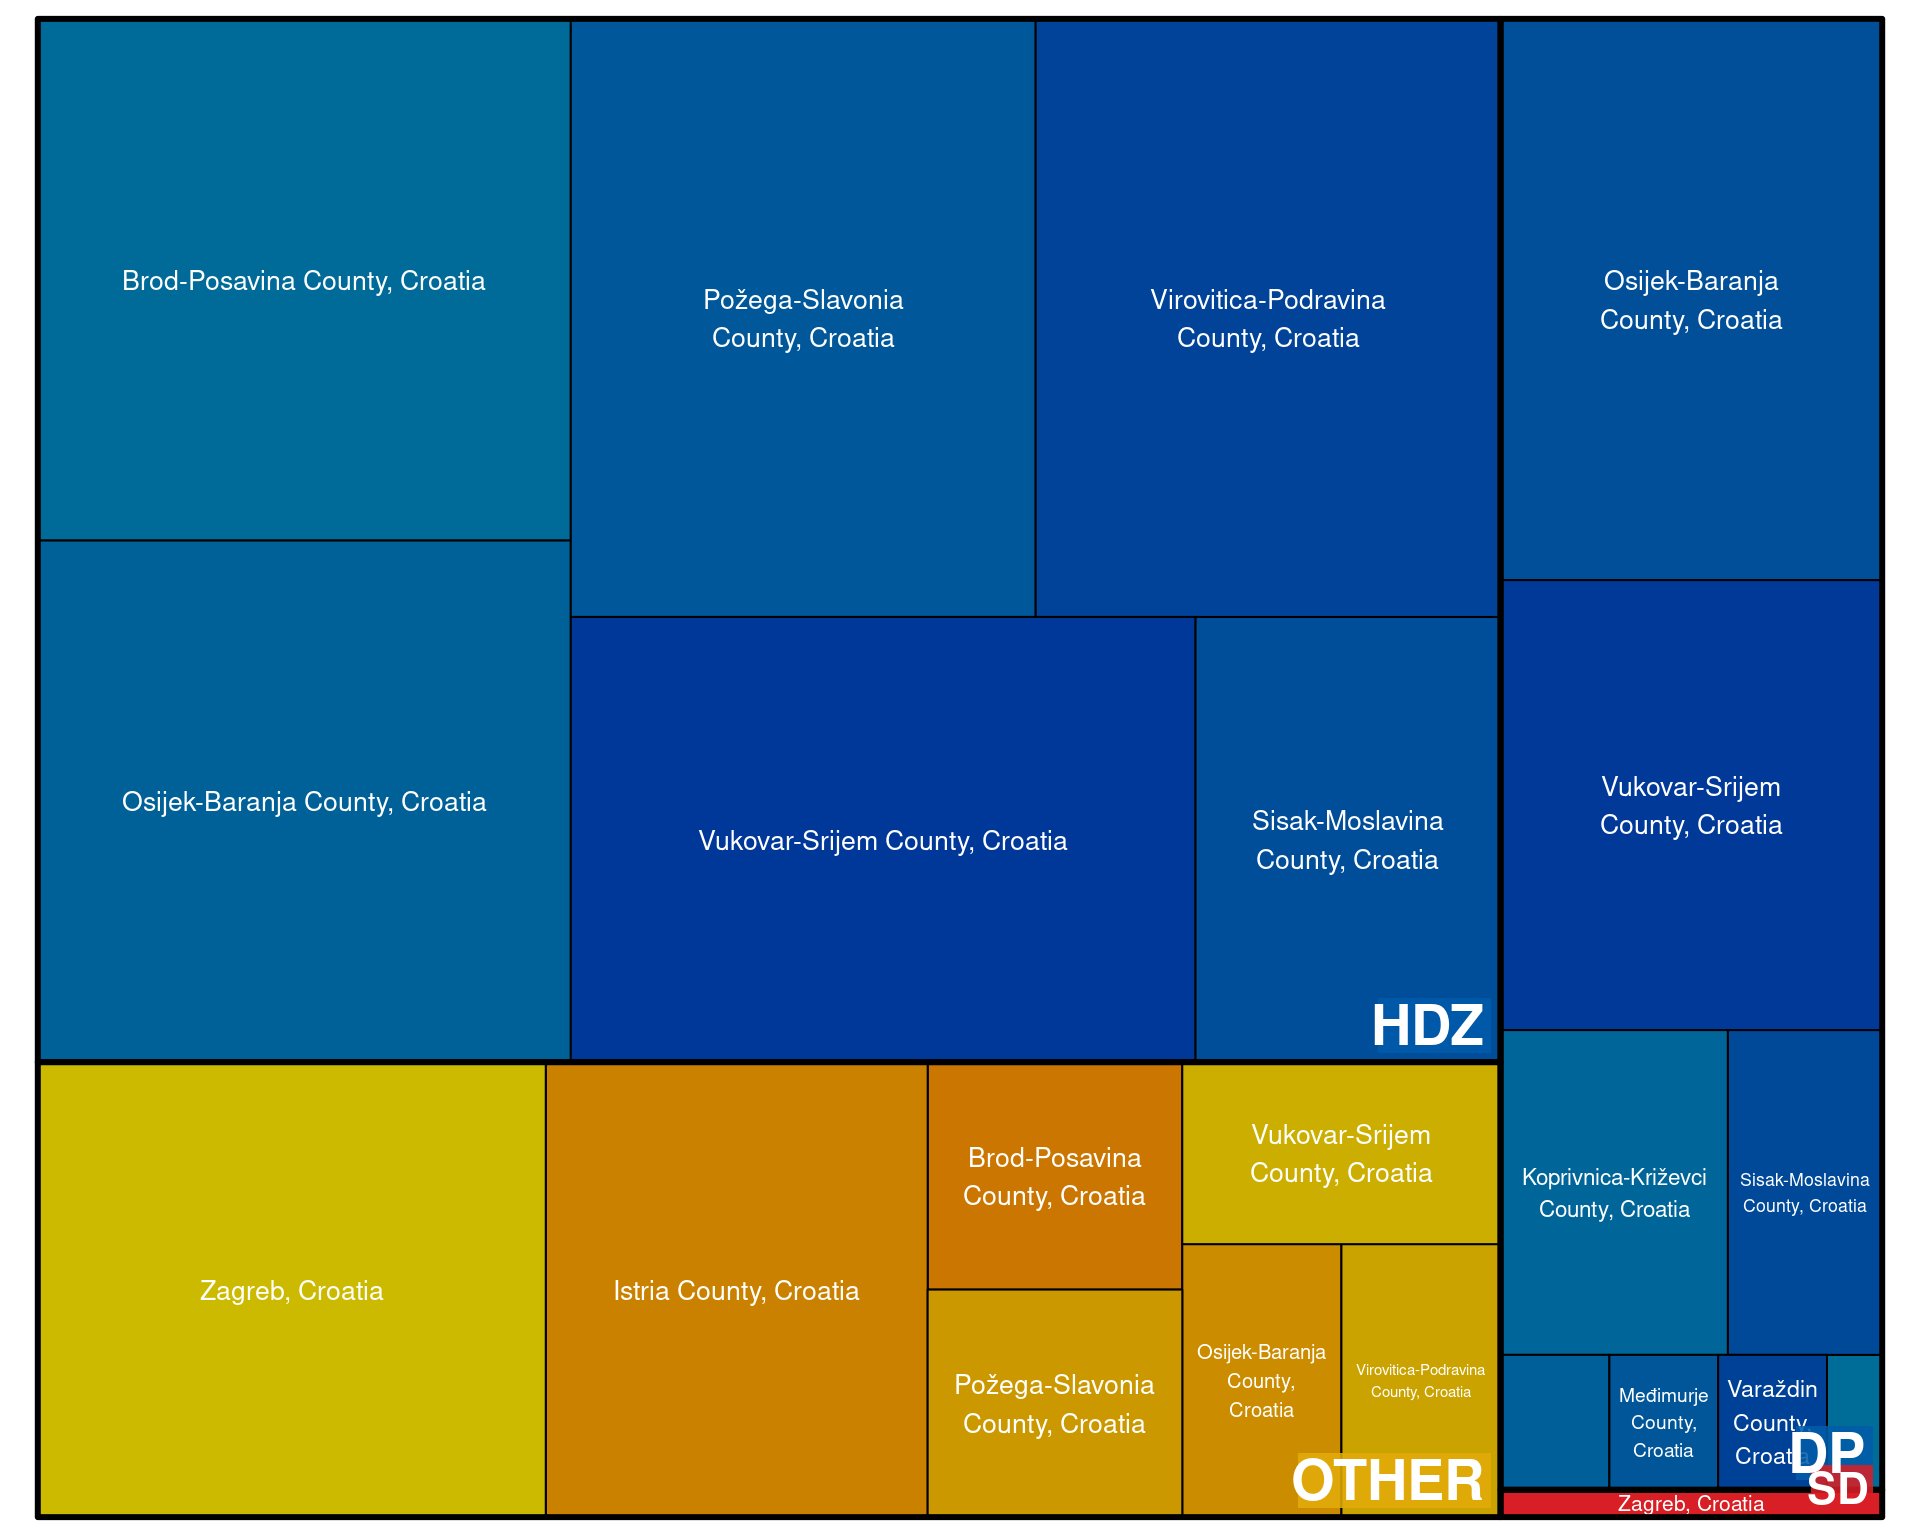 Brod-Posavina County, Croatia
Požega-Slavonia
County, Croatia
Virovitica-Podravina
County, Croatia
Osijek-Baranja
County, Croatia
Osijek-Baranja County, Croatia
Vukovar-Srijem County, Croatia
Sisak-Moslavina
County, Croatia
HDZ
Vukovar-Srijem
County, Croatia
Zagreb, Croatia
Istria County, Croatia
Brod-Posavina
County, Croatia
Požega-Slavonia
County, Croatia
Vukovar-Srijem
County, Croatia
Osijek-Baranja
County,
Croatia
Virovitica-Podravina
County, Croatia
OTHER
Koprivnica-Križevci
County, Croatia
Sisak-Moslavina
County, Croatia
Međimurje
County,
Croatia
Varaždin
County,
Croatia
DP
SD
Zagreb, Croatia